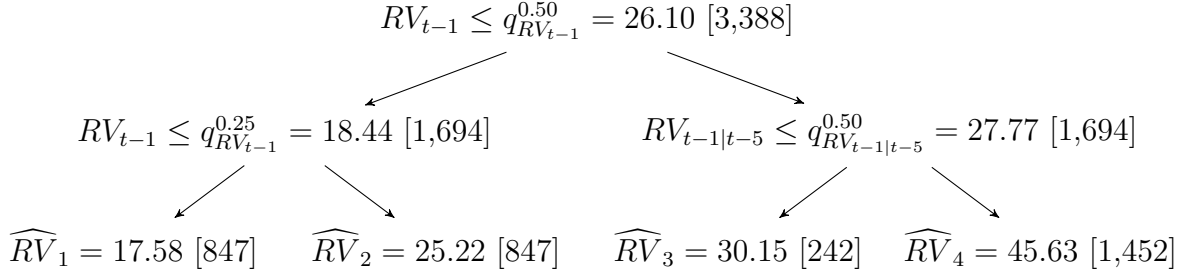 $RV_{t-1} \leq q^{0.50}_{RV_{t-1}} = 26.10$ [3,388]
$RV_{t-1} \leq q^{0.25}_{RV_{t-1}} = 18.44$ [1,694]
$RV_{t-1|t-5} \leq q^{0.50}_{RV_{t-1|t-5}} = 27.77$ [1,694]
$\widehat{RV}_1 = 17.58$ [847]
$\widehat{RV}_2 = 25.22$ [847]
$\widehat{RV}_3 = 30.15$ [242]
$\widehat{RV}_4 = 45.63$ [1,452]